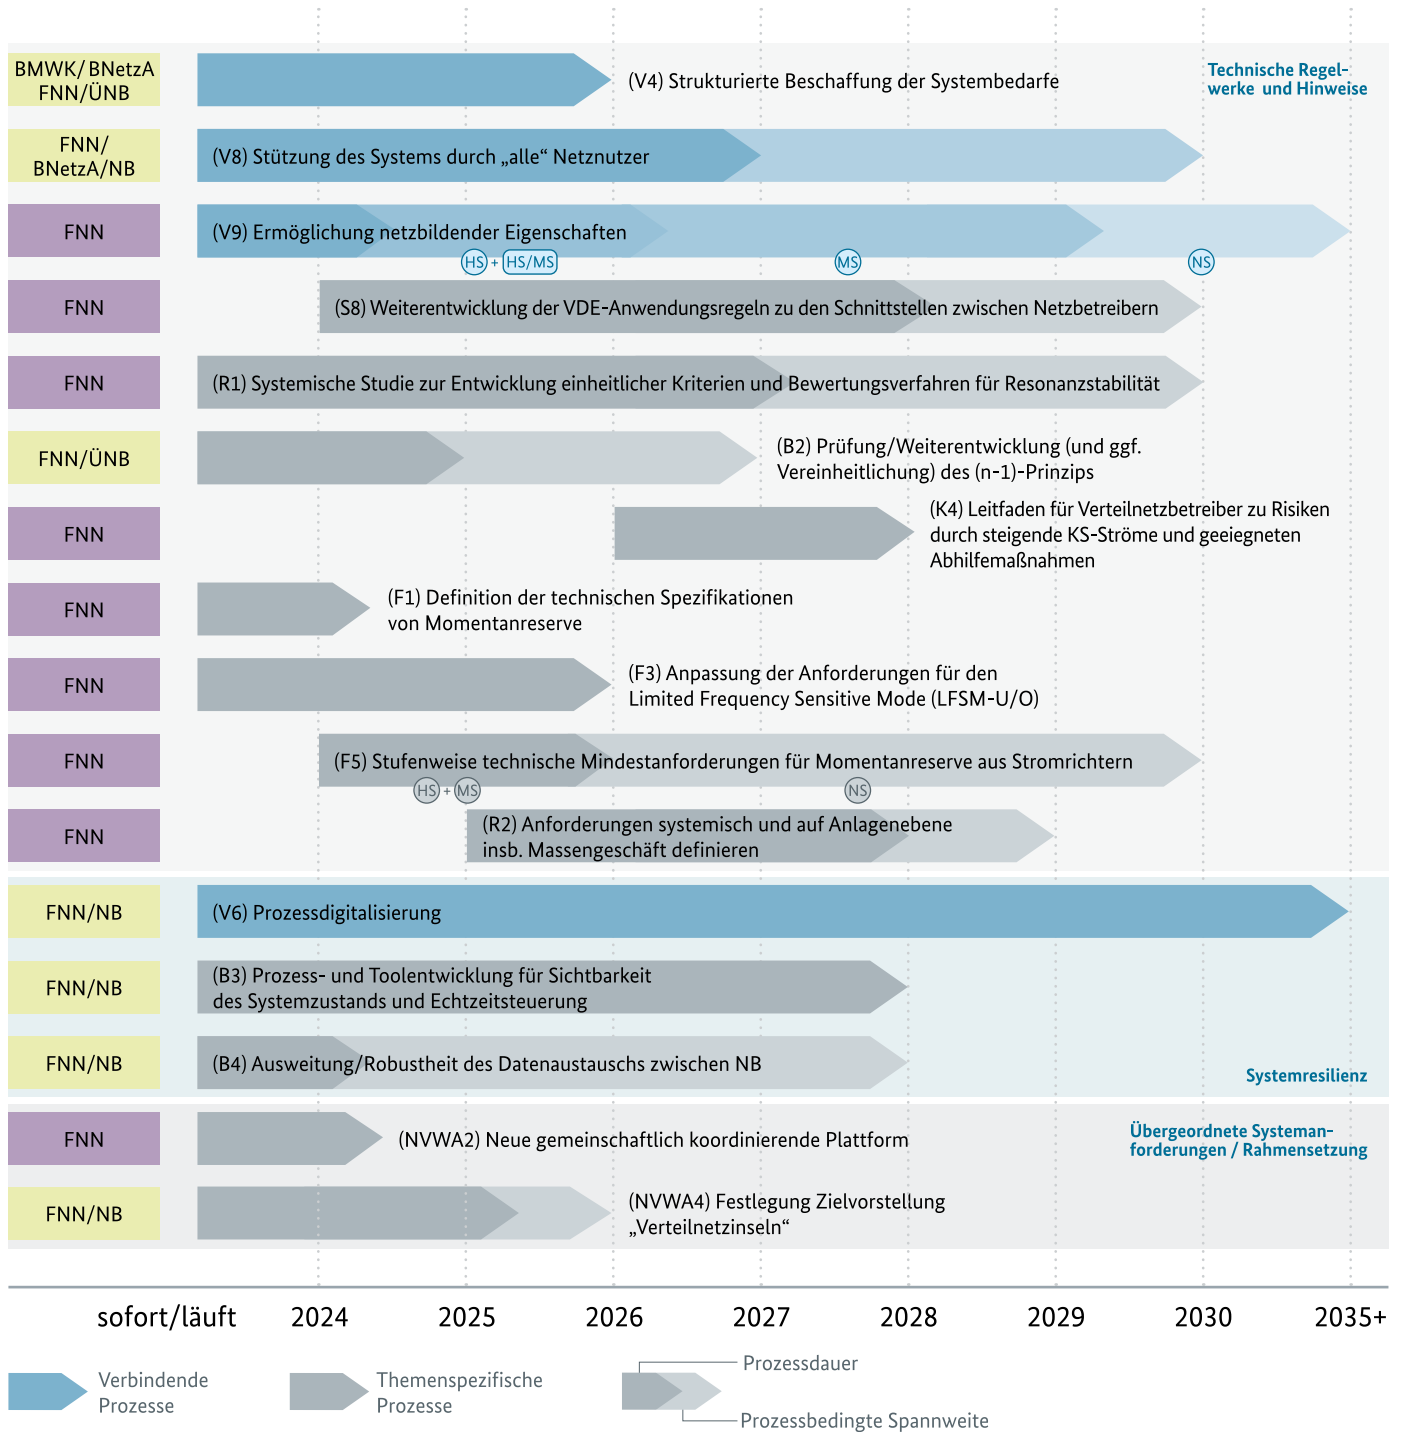 BMWK/ BNetzA
FNN/ÜNB
(V4) Strukturierte Beschaffung der Systembedarfe
Technische Regel-
werke und Hinweise
FNN/
BNetzA/NB
(V8) Stützung des Systems durch „alle“ Netznutzer
FNN
(V9) Ermöglichung netzbildender Eigenschaften
HS + HS/MS
MS
NS
FNN
(S8) Weiterentwicklung der VDE-Anwendungsregeln zu den Schnittstellen zwischen Netzbetreibern
FNN
(R1) Systemische Studie zur Entwicklung einheitlicher Kriterien und Bewertungsverfahren für Resonanzstabilität
FNN/ÜNB
(B2) Prüfung/Weiterentwicklung (und ggf.
Vereinheitlichung) des (n-1)-Prinzips
FNN
(K4) Leitfaden für Verteilnetzbetreiber zu Risiken
durch steigende KS-Ströme und geeiegneten
Abhilfemaßnahmen
FNN
(F1) Definition der technischen Spezifikationen
von Momentanreserve
FNN
(F3) Anpassung der Anforderungen für den
Limited Frequency Sensitive Mode (LFSM-U/O)
FNN
(F5) Stufenweise technische Mindestanforderungen für Momentanreserve aus Stromrichtern
HS + MS
NS
FNN
(R2) Anforderungen systemisch und auf Anlagenebene
insb. Massengeschäft definieren
FNN/NB
(V6) Prozessdigitalisierung
FNN/NB
(B3) Prozess- und Toolentwicklung für Sichtbarkeit
des Systemzustands und Echtzeitsteuerung
FNN/NB
(B4) Ausweitung/Robustheit des Datenaustauschs zwischen NB
Systemresilienz
FNN
(NVWA2) Neue gemeinschaftlich koordinierende Plattform
Übergeordnete Systeman-
forderungen / Rahmensetzung
FNN/NB
(NVWA4) Festlegung Zielvorstellung
„Verteilnetzinseln“
sofort/läuft 2024 2025 2026 2027 2028 2029 2030 2035+
Verbindende
Prozesse
Themenspezifische
Prozesse
Prozessdauer
Prozessbedingte Spannweite